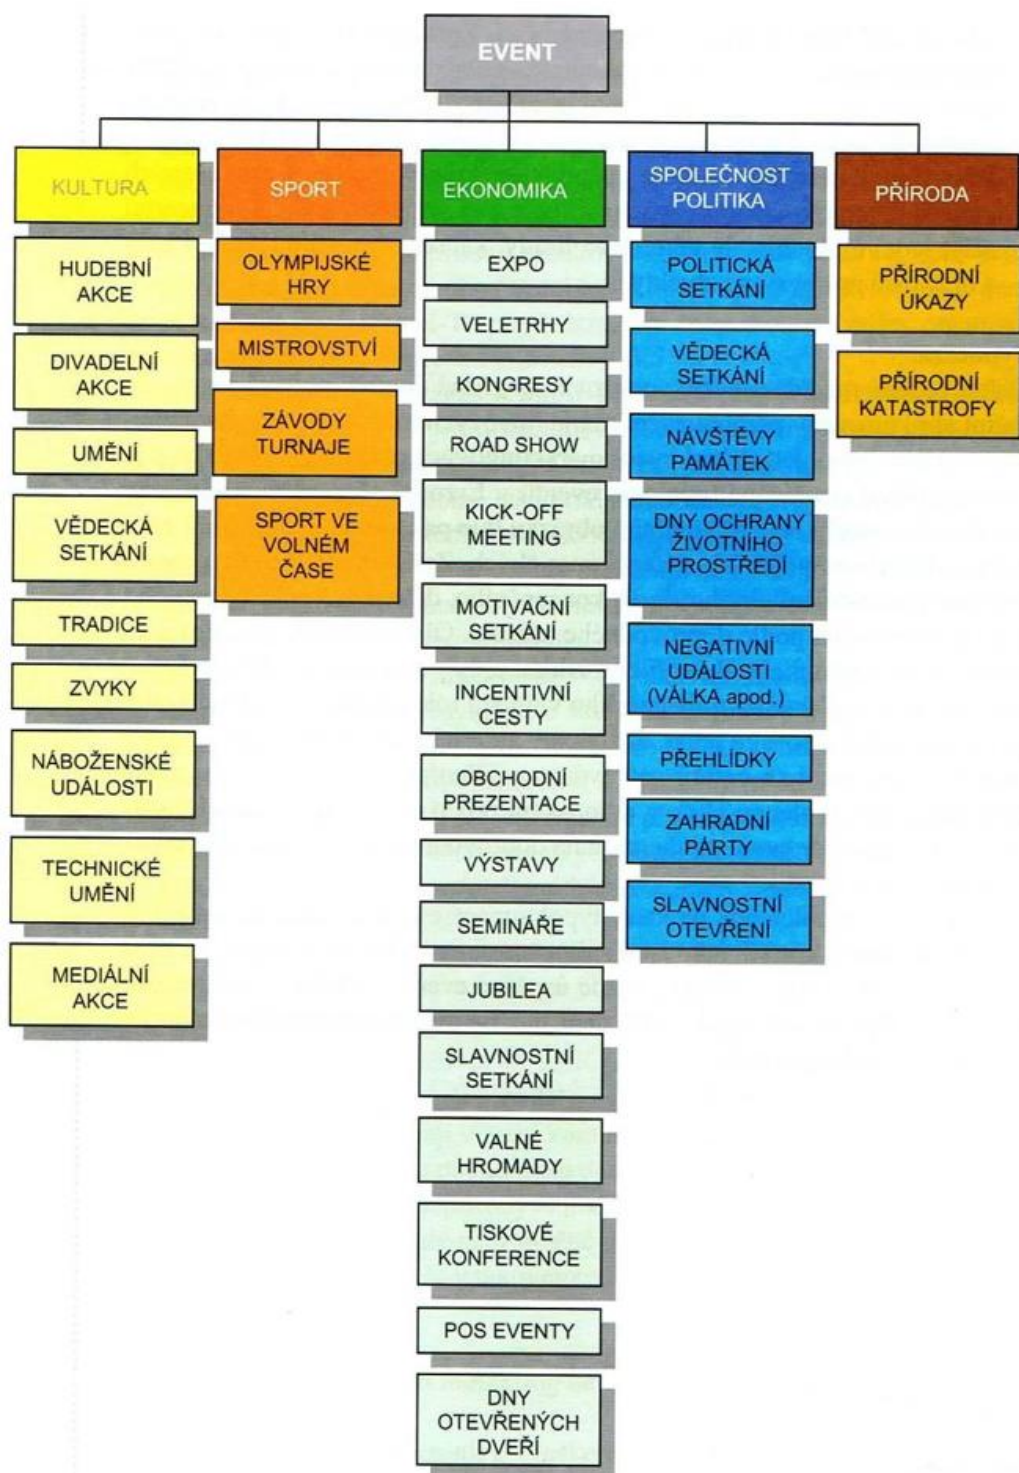 EVENT
KULTURA
HUDEBNÍ
AKCE
DIVADELNÍ
AKCE
UMĚNÍ
VĚDECKÁ
SETKÁNÍ
TRADICE
ZVYKY
NÁBOŽENSKÉ
UDÁLOSTI
TECHNICKÉ
UMĚNÍ
MEDIÁLNÍ
AKCE
SPORT
OLYMPIJSKÉ
HRY
MISTROVSTVÍ
ZÁVODY
TURNAJE
SPORT VE
VOLNÉM
ČASE
EKONOMIKA
EXPO
VELETRHY
KONGRESY
ROAD SHOW
KICK-OFF
MEETING
MOTIVAČNÍ
SETKÁNÍ
INCENTIVNÍ
CESTY
OBCHODNÍ
PREZENTACE
VÝSTAVY
SEMINÁŘE
JUBILEA
SLAVNOSTNÍ
SETKÁNÍ
VALNÉ
HROMADY
TISKOVÉ
KONFERENCE
POS EVENTY
DNY
OTEVŘENÝCH
DVEŘÍ
SPOLEČNOST
POLITIKA
POLITICKÁ
SETKÁNÍ
VĚDECKÁ
SETKÁNÍ
NÁVŠTĚVY
PAMÁTEK
DNY OCHRANY
ŽIVOTNÍHO
PROSTŘEDÍ
NEGATIVNÍ
UDÁLOSTI
(VÁLKA apod.)
PŘEHLÍDKY
ZAHRADNÍ
PÁRTY
SLAVNOSTNÍ
OTEVŘENÍ
PŘÍRODA
PŘÍRODNÍ
ÚKAZY
PŘÍRODNÍ
KATASTROFY